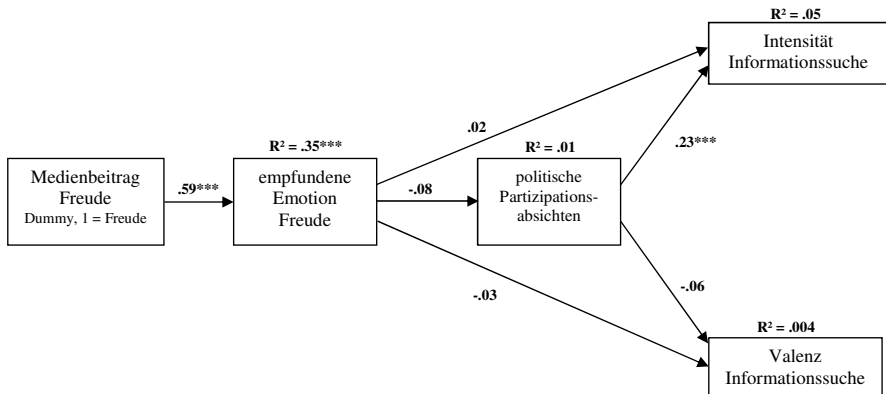 R² = .05
Intensität
Informationssuche
.02
.23***
R² = .35***
R² = .01
Medienbeitrag
Freude
Dummy, 1 = Freude
.59***
empfundene
Emotion
Freude
-.08
politische
Partizipations-
absichten
-.03
-.06
R² = .004
Valenz
Informationssuche